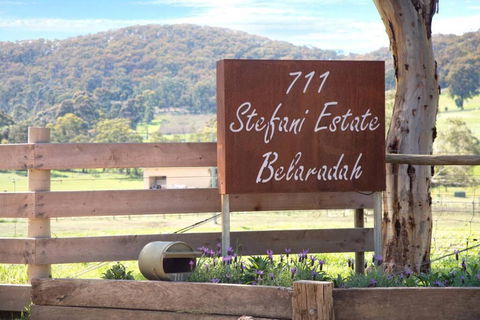 711
Stefani Estate
Belaradah